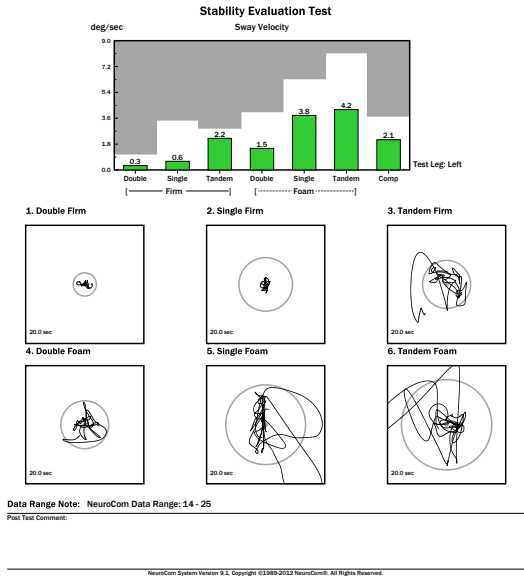 Stability Evaluation Test
deg/sec
Sway Velocity
9.0
7.2
5.4
3.6
1.8
0.0
0.3
0.6
2.2
1.5
3.8
4.2
2.1
Test Leg: Left
Double Single Tandem Double Single Tandem Comp
[ Firm ] [ Foam ]
1. Double Firm
2. Single Firm
3. Tandem Firm
20.0 sec
20.0 sec
20.0 sec
4. Double Foam
5. Single Foam
6. Tandem Foam
20.0 sec
20.0 sec
20.0 sec
Data Range Note: NeuroCom Data Range: 14 - 25
Post Test Comment:
NeuroCom System Version 9.1, Copyright ©1989-2012 NeuroCom®. All Rights Reserved.